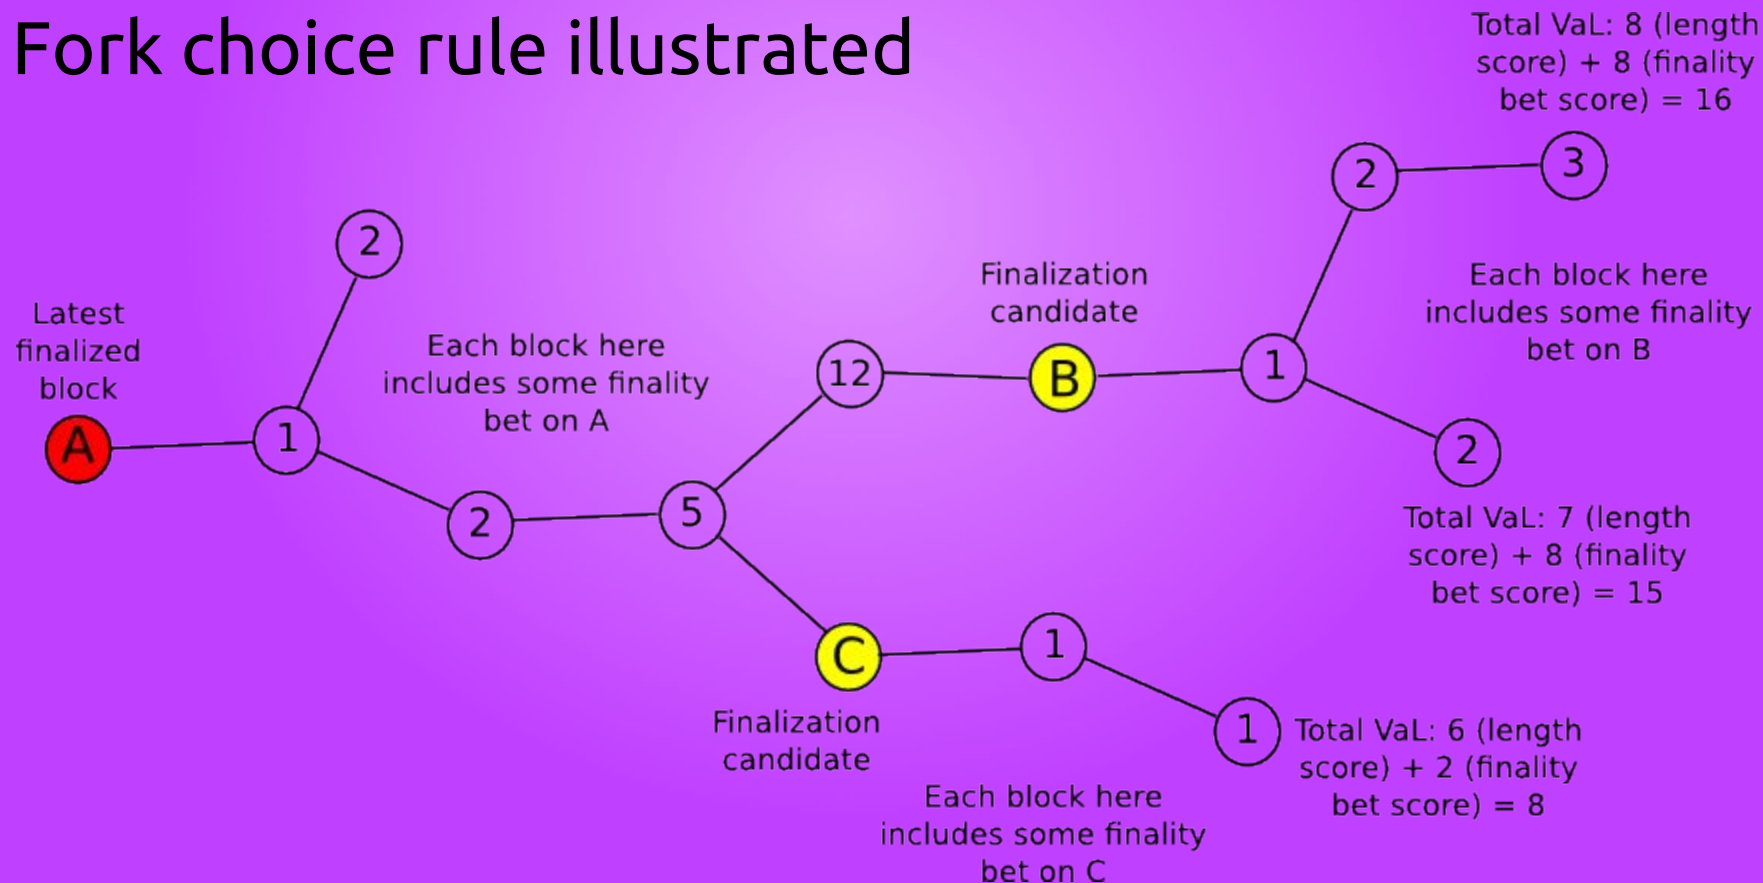 Fork choice rule illustrated
Total VaL: 8 (length
score) + 8 (finality
bet score) = 16
2
3
2
Latest
finalized
block
A
1
Each block here
includes some finality
bet on A
2
5
12
Finalization
candidate
B
1
Each block here
includes some finality
bet on B
2
Total VaL: 7 (length
score) + 8 (finality
bet score) = 15
C
Finalization
candidate
1
1
Total VaL: 6 (length
score) + 2 (finality
bet score) = 8
Each block here
includes some finality
bet on C